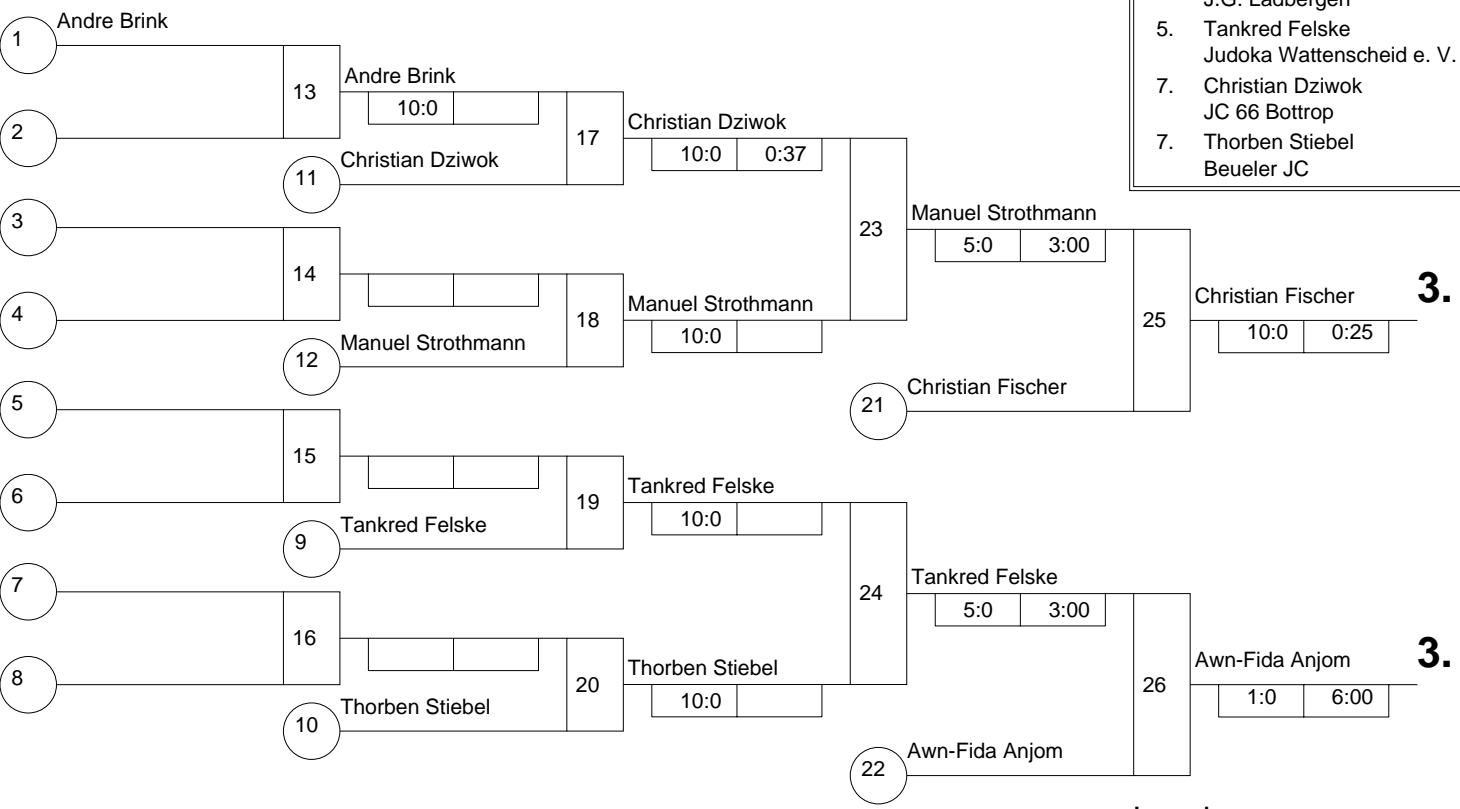 J.G. Ladbergen
5. Tankred Felske
Judoka Wattenscheid e. V.
7. Christian Dziwok
JC 66 Bottrop
7. Thorben Stiebel
Beueler JC
1
Andre Brink
2
13
Andre Brink
10:0
11
Christian Dziwok
17
Christian Dziwok
10:0 0:37
3
4
14
12
Manuel Strothmann
18
Manuel Strothmann
10:0
23
Manuel Strothmann
5:0 3:00
21
Christian Fischer
25
Christian Fischer
10:0 0:25
3.
5
6
15
9
Tankred Felske
19
Tankred Felske
10:0
7
8
16
10
Thorben Stiebel
20
Thorben Stiebel
10:0
24
Tankred Felske
5:0 3:00
22
Awn-Fida Anjom
26
Awn-Fida Anjom
1:0 6:00
3.